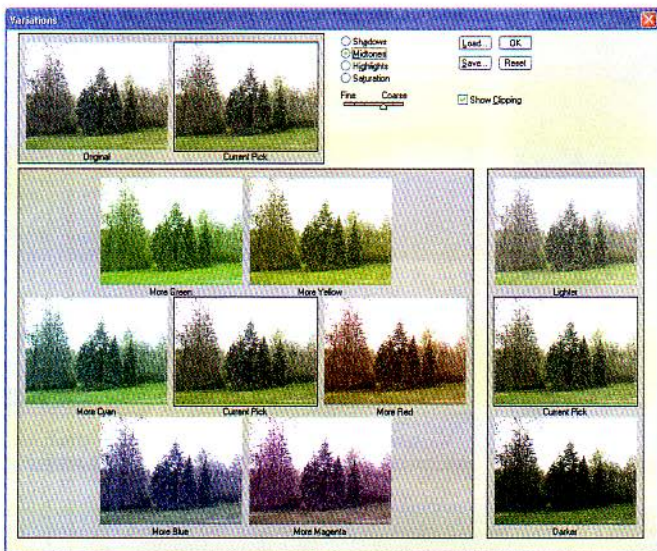 Variations
Original
Current Pick
Shadows
Midtones
Highlights
Saturation
Fine Coarse
Load... OK
Save... Reset
Show Clipping
More Green
More Yellow
More Cyan
Current Pick
More Red
More Blue
More Magenta
Lighter
Current Pick
Darker